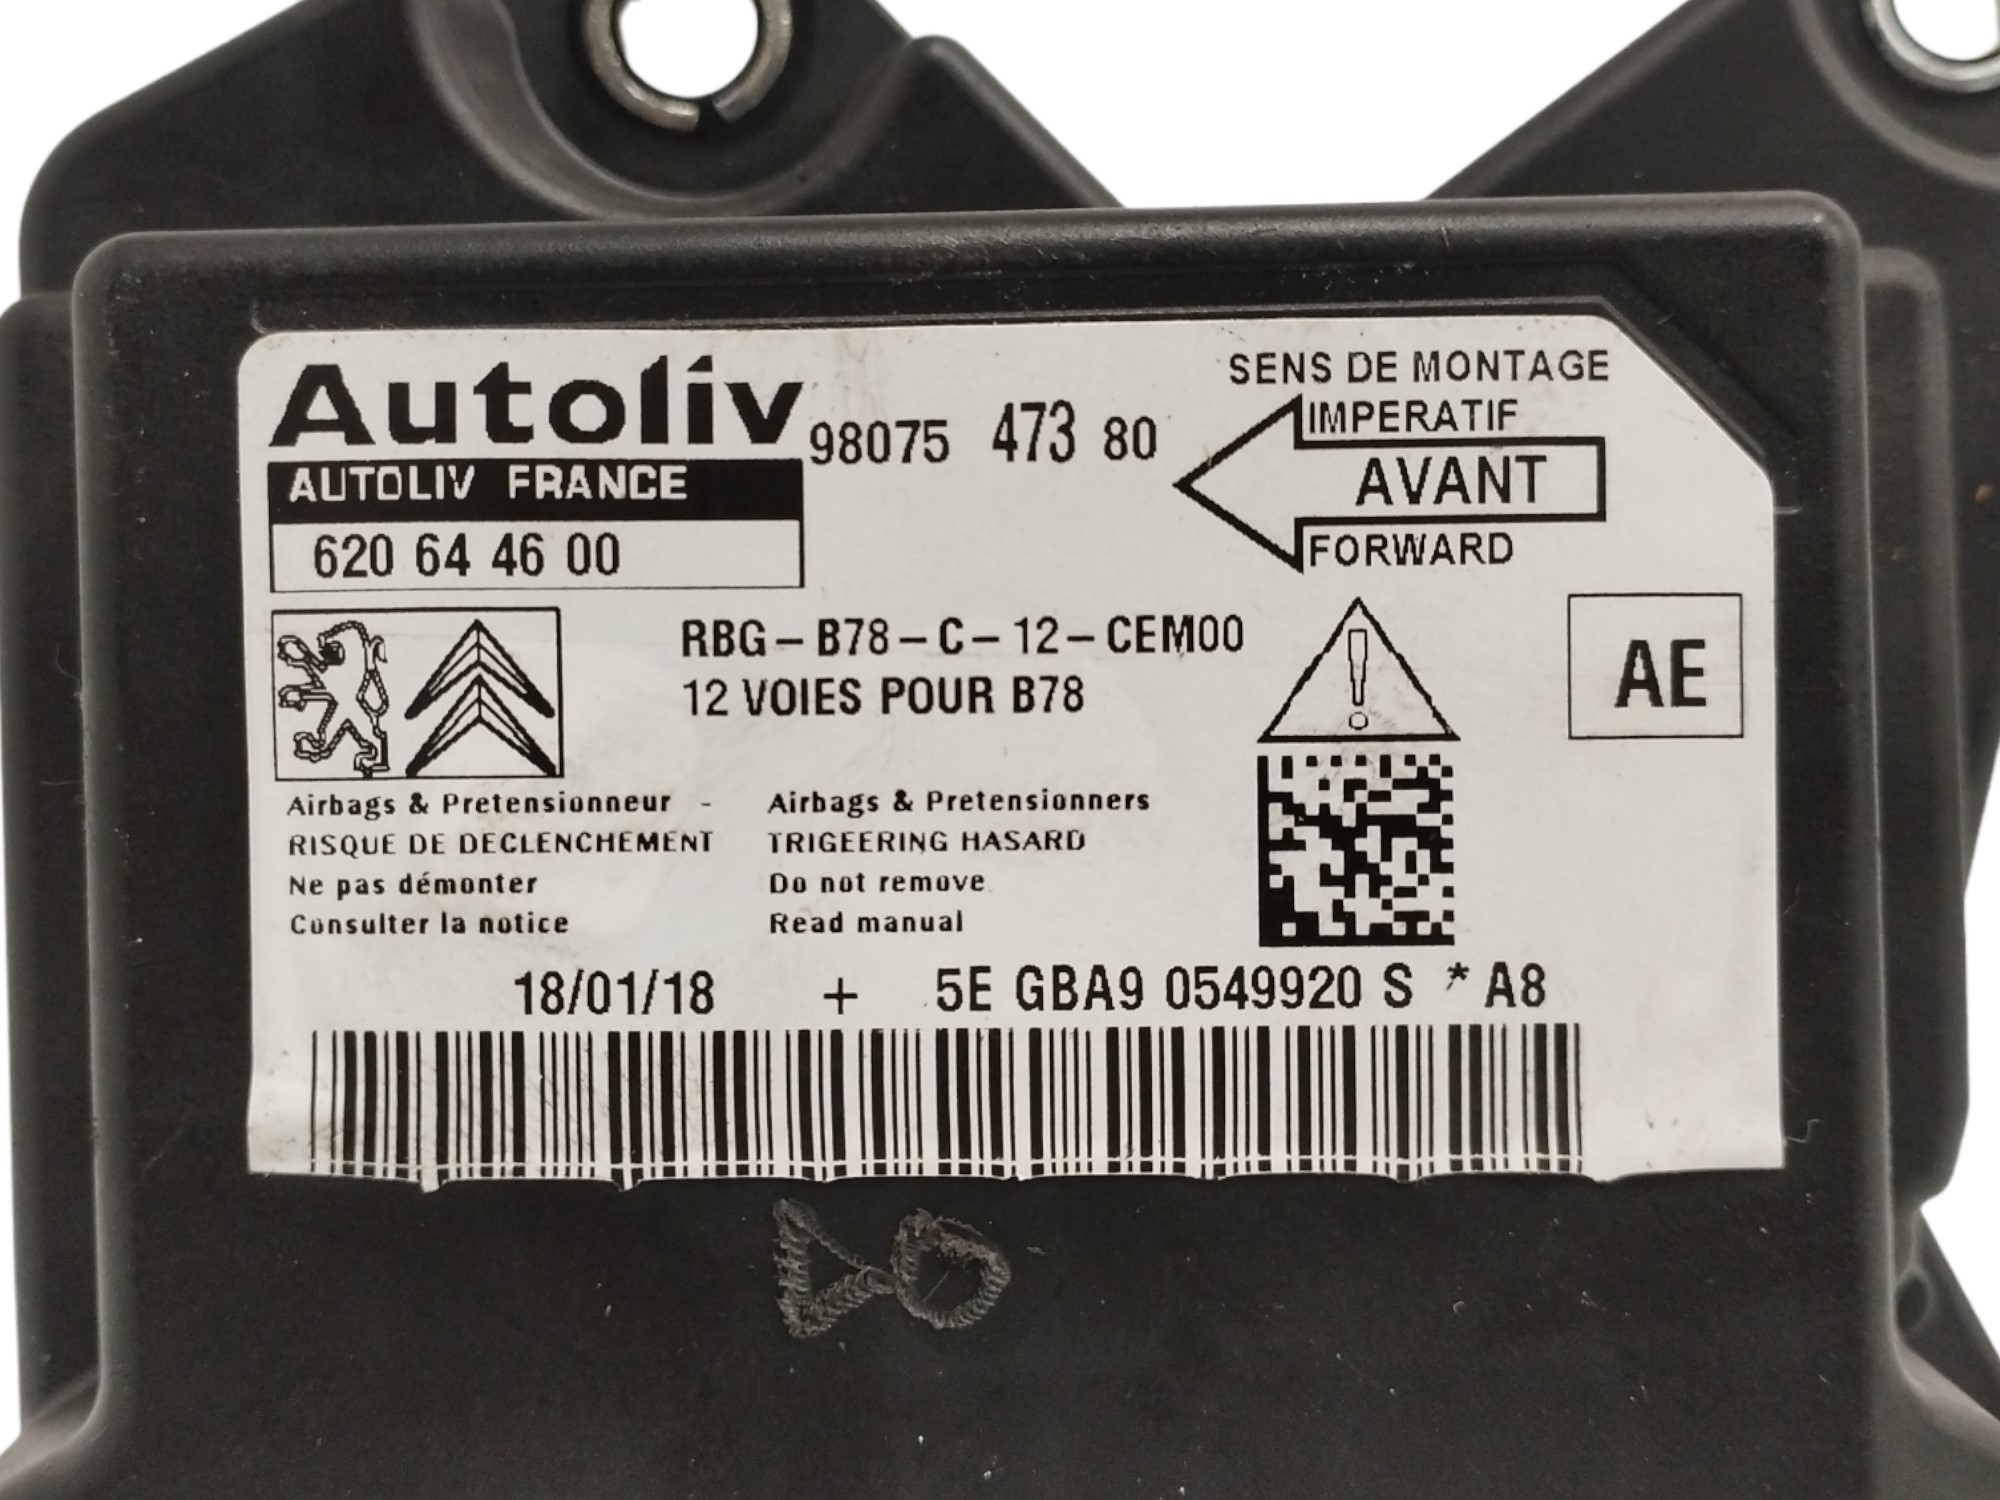 Autoliv
98075 473 80
AUTOLIV FRANCE
620 64 46 00
SENS DE MONTAGE
IMPERATIF
AVANT
FORWARD
RBG-B78-C-12-CEM00
12 VOIES POUR B78
AE
Airbags & Pretensionneur -
RISQUE DE DECLENCHEMENT
Ne pas démonter
Consulter la notice
Airbags & Pretensionners
TRIGEERING HASARD
Do not remove
Read manual
18/01/18 + 5E GBA9 0549920 S * A8